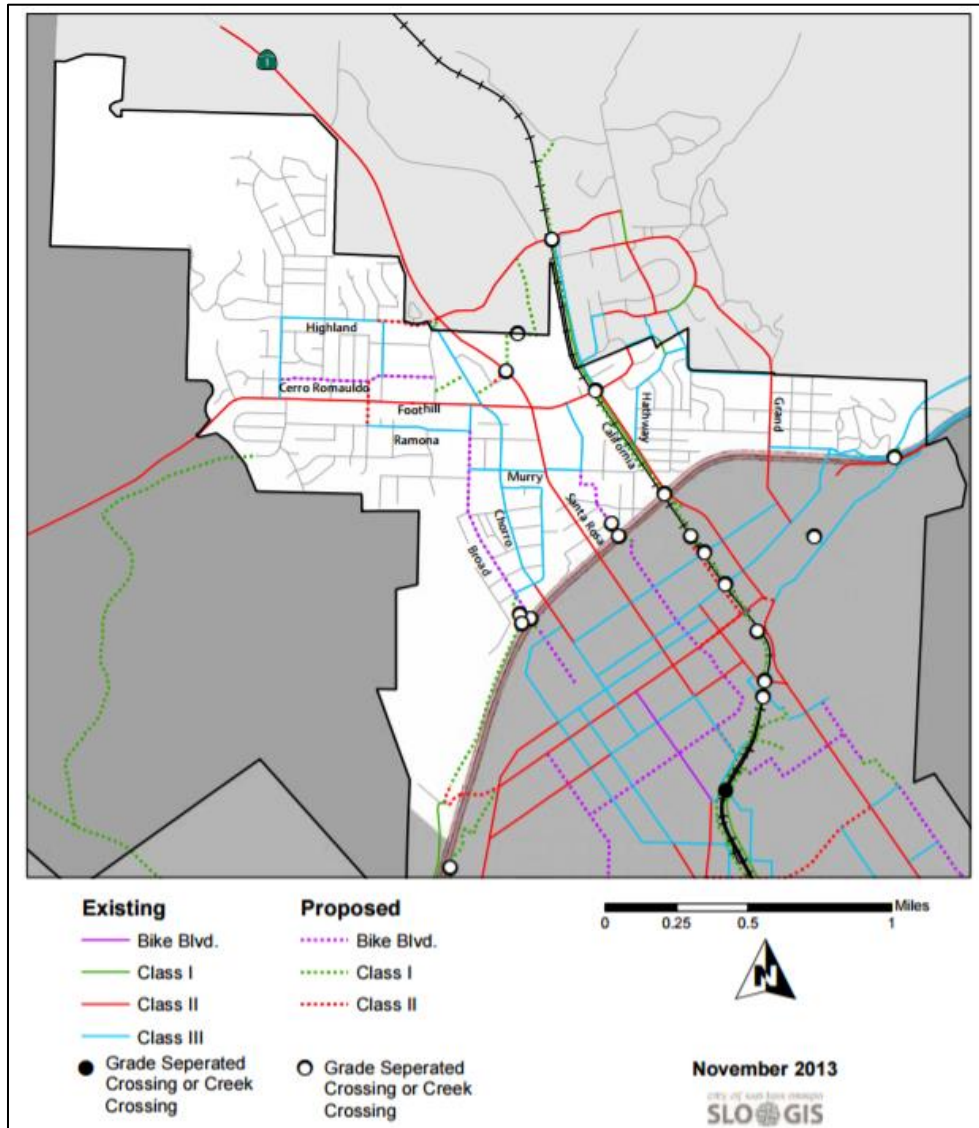 1
Highland
Cerro Romauldo
Foothill
Ramona
Murry
Hathway
California
Grand
Santa Rosa
Chorro
Broad
Existing
Bike Blvd.
Class I
Class II
Class III
Grade Seperated
Crossing or Creek
Crossing
Proposed
Bike Blvd.
Class I
Class II
Grade Seperated
Crossing or Creek
Crossing
Miles
0 0.25 0.5 1
N
November 2013
SLO GIS